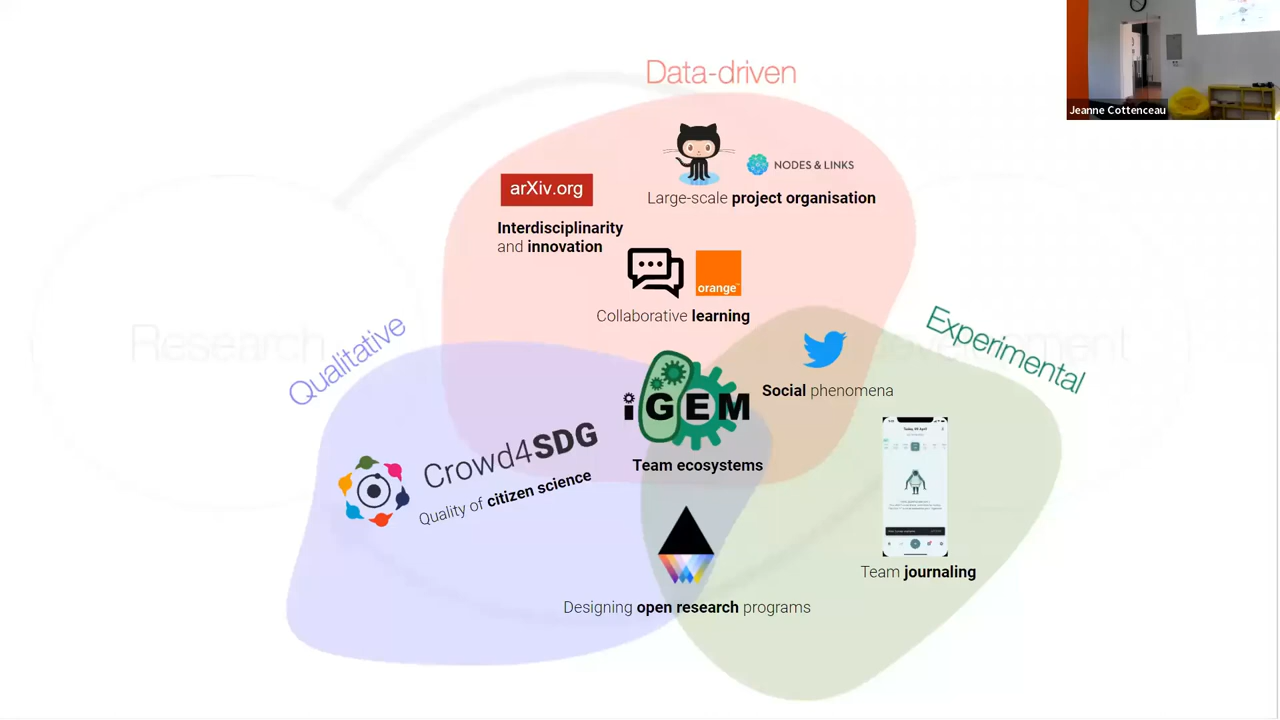 Data-driven
Jeanne Cottenceau
NODES & LINKS
arXiv.org
Large-scale project organisation
Interdisciplinarity
and innovation
orange
Collaborative learning
Research
Qualitative
Experimental
Social phenomena
iGEM
Team ecosystems
Crowd4SDG
Quality of citizen science
Team journaling
Designing open research programs